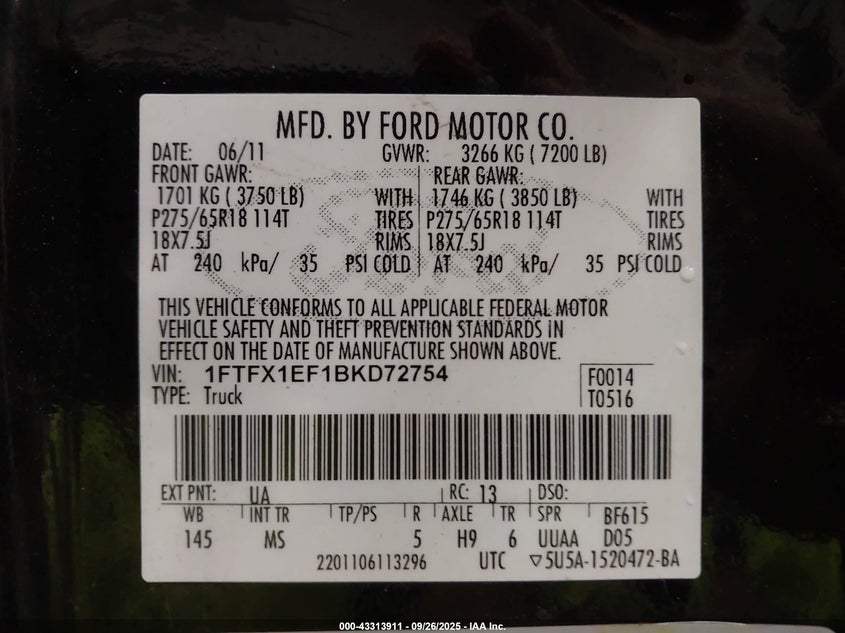 MFD. BY FORD MOTOR CO.
DATE: 06/11 GVWR: 3266 KG ( 7200 LB)
FRONT GAWR: REAR GAWR:
1701 KG ( 3750 LB) WITH 1746 KG ( 3850 LB) WITH
P275/65R18 114T TIRES P275/65R18 114T TIRES
18X7.5J RIMS 18X7.5J RIMS
AT 240 kPa/ 35 PSI COLD AT 240 kPa/ 35 PSI COLD
THIS VEHICLE CONFORMS TO ALL APPLICABLE FEDERAL MOTOR
VEHICLE SAFETY AND THEFT PREVENTION STANDARDS IN
EFFECT ON THE DATE OF MANUFACTURE SHOWN ABOVE.
VIN: 1FTFX1EF1BKD72754 F0014
TYPE: Truck T0516
EXT PNT: UA RC: 13 DSO:
WB INT TR TP/PS R AXLE TR SPR BF615
145 MS 5 H9 6 UUAA D05
2201106113296 UTC ▽5U5A-1520472-BA
000-43313911 - 09/26/2025 - IAA Inc.